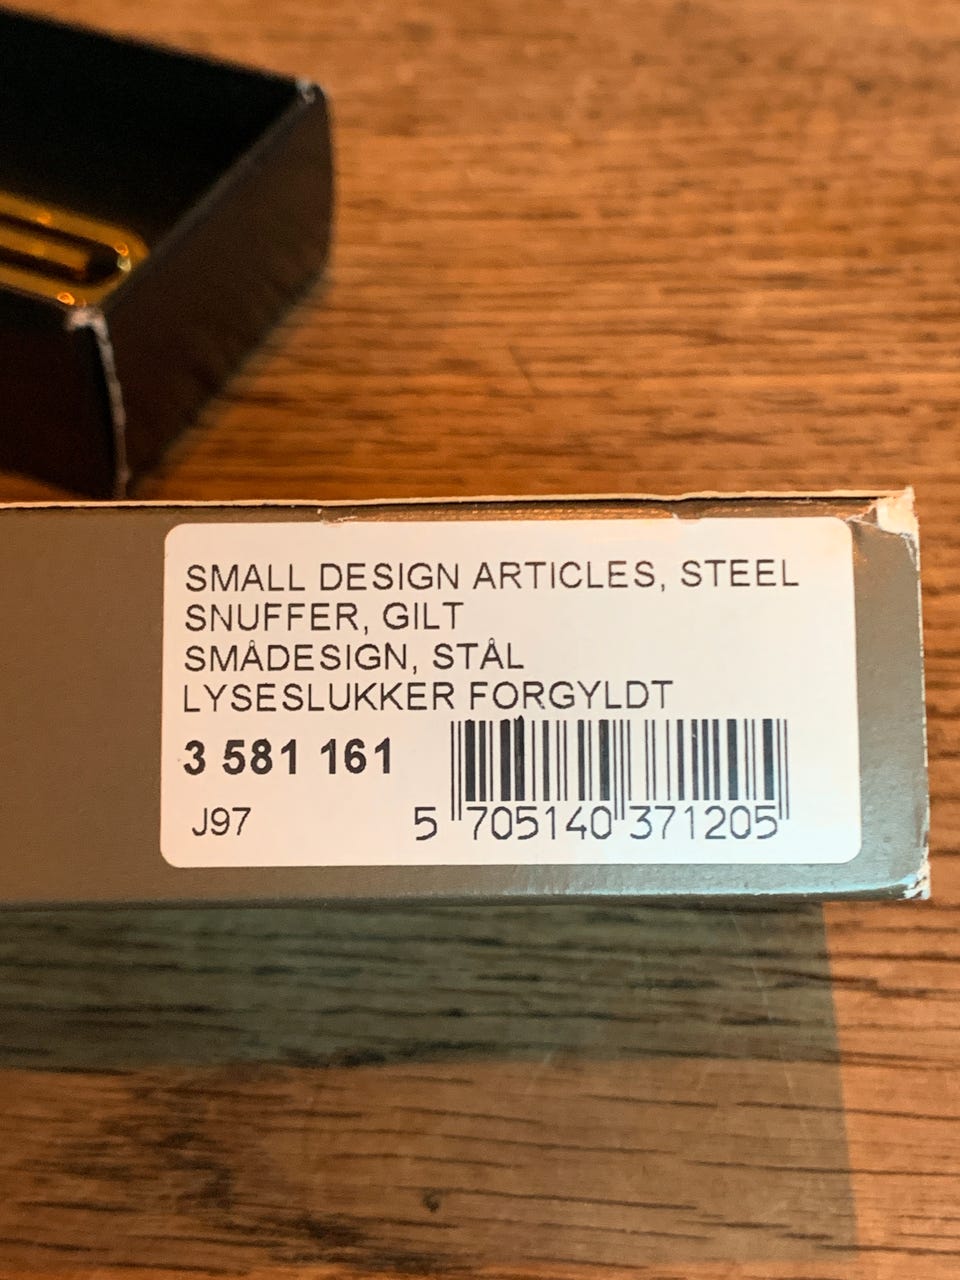 SMALL DESIGN ARTICLES, STEEL
SNUFFER, GILT
SMÅDESIGN, STÅL
LYSESLUKKER FORGYLDT
3 581 161
J97
5 705140 371205